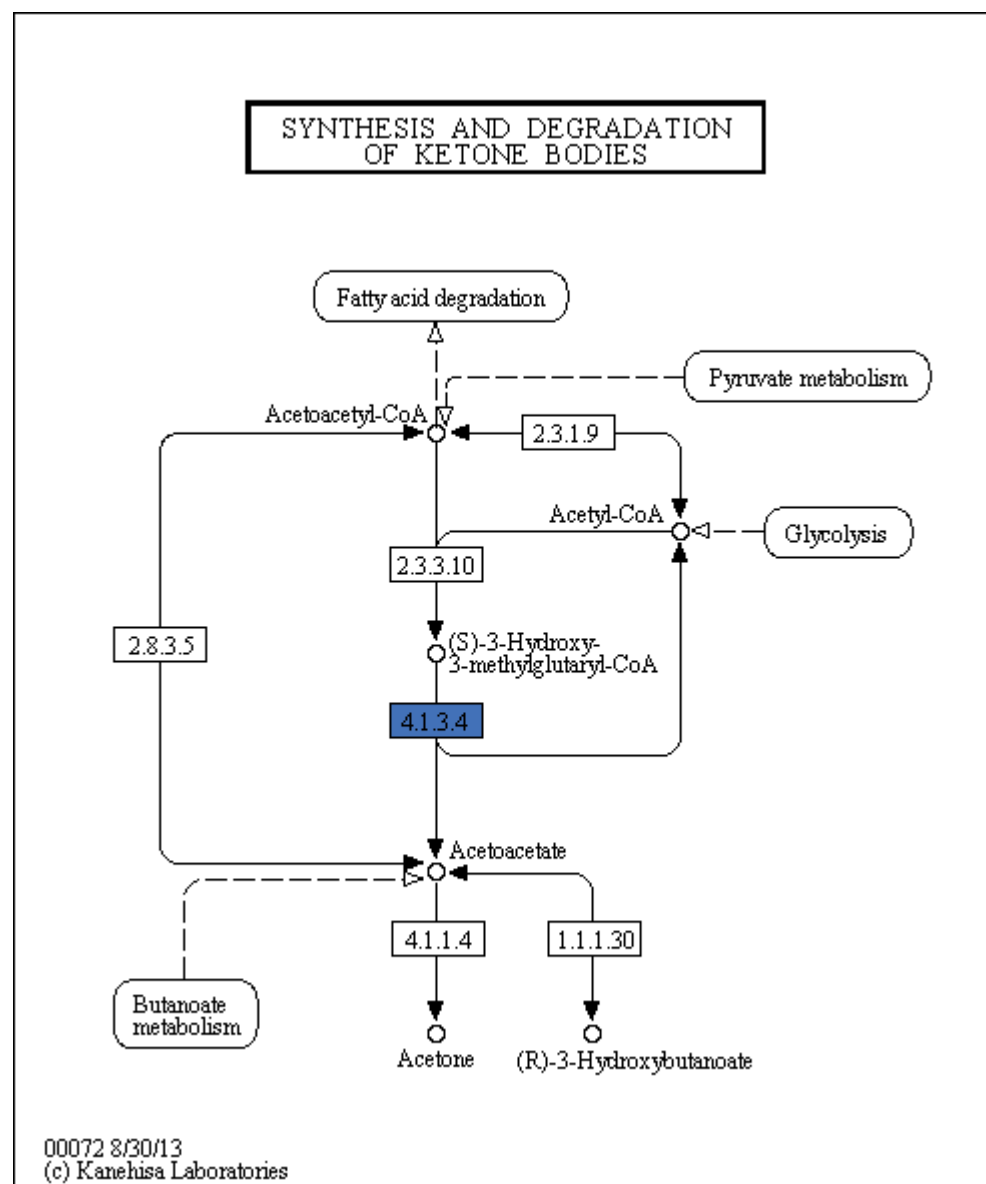 SYNTHESIS AND DEGRADATION
OF KETONE BODIES
Fatty acid degradation
Pyruvate metabolism
Acetoacetyl-CoA
2.3.1.9
Acetyl-CoA
Glycolysis
2.3.3.10
2.8.3.5
(S)-3-Hydroxy-
3-methylglutaryl-CoA
4.1.3.4
Acetoacetate
4.1.1.4
1.1.1.30
Butanoate
metabolism
Acetone
(R)-3-Hydroxybutanoate
00072 8/30/13
(c) Kanehisa Laboratories